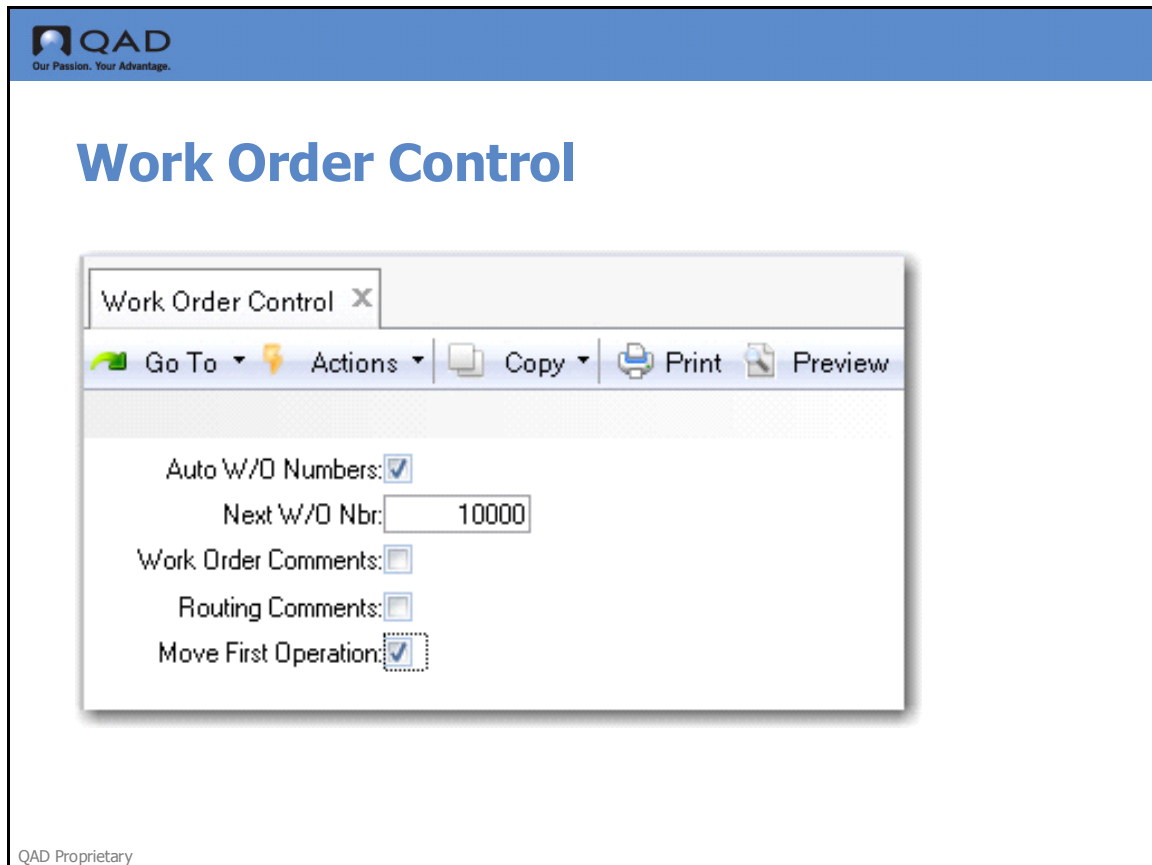 QAD
Our Passion. Your Advantage.
Work Order Control
Work Order Control
Go To Actions Copy Print Preview
Auto W/O Numbers:
Next W/O Nbr: 10000
Work Order Comments:
Routing Comments:
Move First Operation:
QAD Proprietary